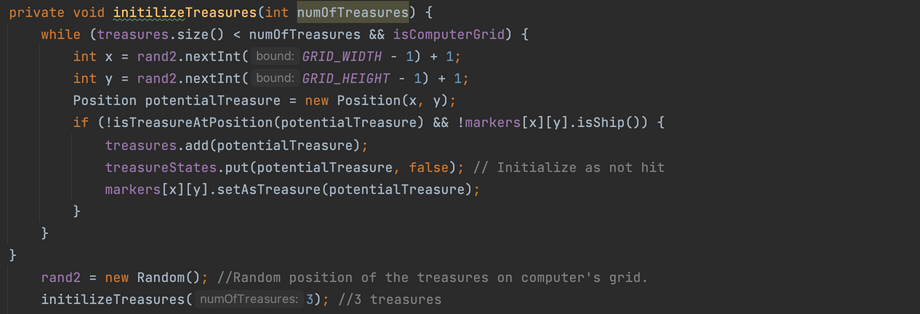 private void initilizeTreasures(int numOfTreasures) {
while (treasures.size() < numOfTreasures && isComputerGrid) {
int x = rand2.nextInt( bound: GRID_WIDTH - 1) + 1;
int y = rand2.nextInt( bound: GRID_HEIGHT - 1) + 1;
Position potentialTreasure = new Position(x, y);
if (!isTreasureAtPosition(potentialTreasure) && !markers[x][y].isShip()) {
treasures.add(potentialTreasure);
treasureStates.put(potentialTreasure, false); // Initialize as not hit
markers[x][y].setAsTreasure(potentialTreasure);
}
}
}
rand2 = new Random(); //Random position of the treasures on computer's grid.
initilizeTreasures( numOfTreasures: 3); //3 treasures